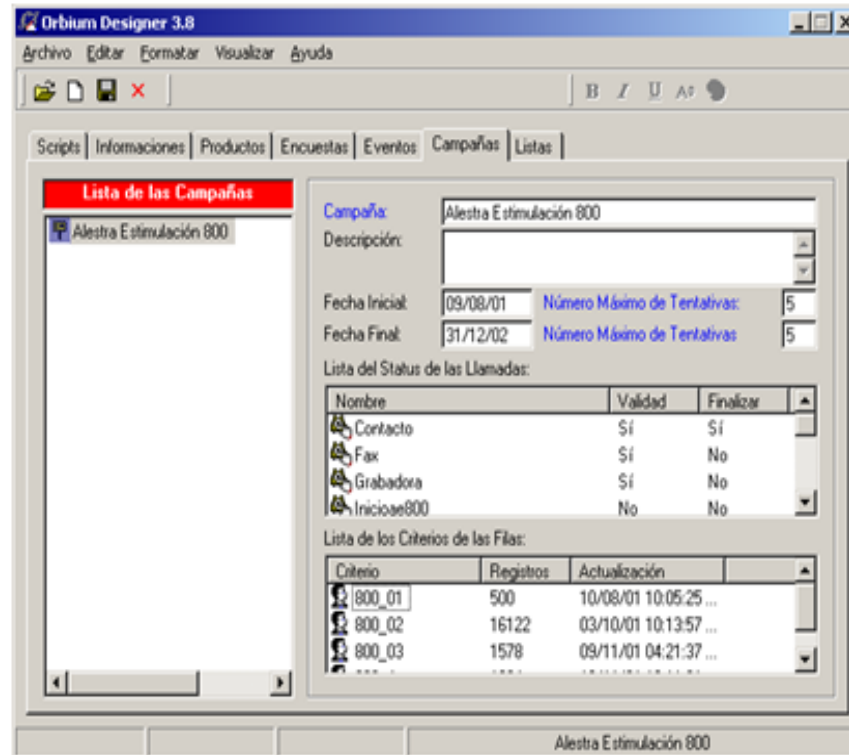 Orbium Designer 3.8
Archivo Editar Formatar Visualizar Ayuda
B I U
Scripts Informaciones Productos Encuestas Eventos Campañas Listas
Lista de las Campañas
Alestra Estimulación 800
Campaña: Alestra Estimulación 800
Descripción:
Fecha Inicial: 09/08/01 Número Máximo de Tentativas: 5
Fecha Final: 31/12/02 Número Máximo de Tentativas 5
Lista del Status de las Llamadas:
Nombre Validad Finalizar
Contacto Sí Sí
Fax Sí No
Grabadora Sí No
Inicioae800 No No
Lista de los Criterios de las Filas:
Criterio Registros Actualización
800_01 500 10/08/01 10:05:25 ...
800_02 16122 03/10/01 10:13:57 ...
800_03 1578 09/11/01 04:21:37 ...
Alestra Estimulación 800